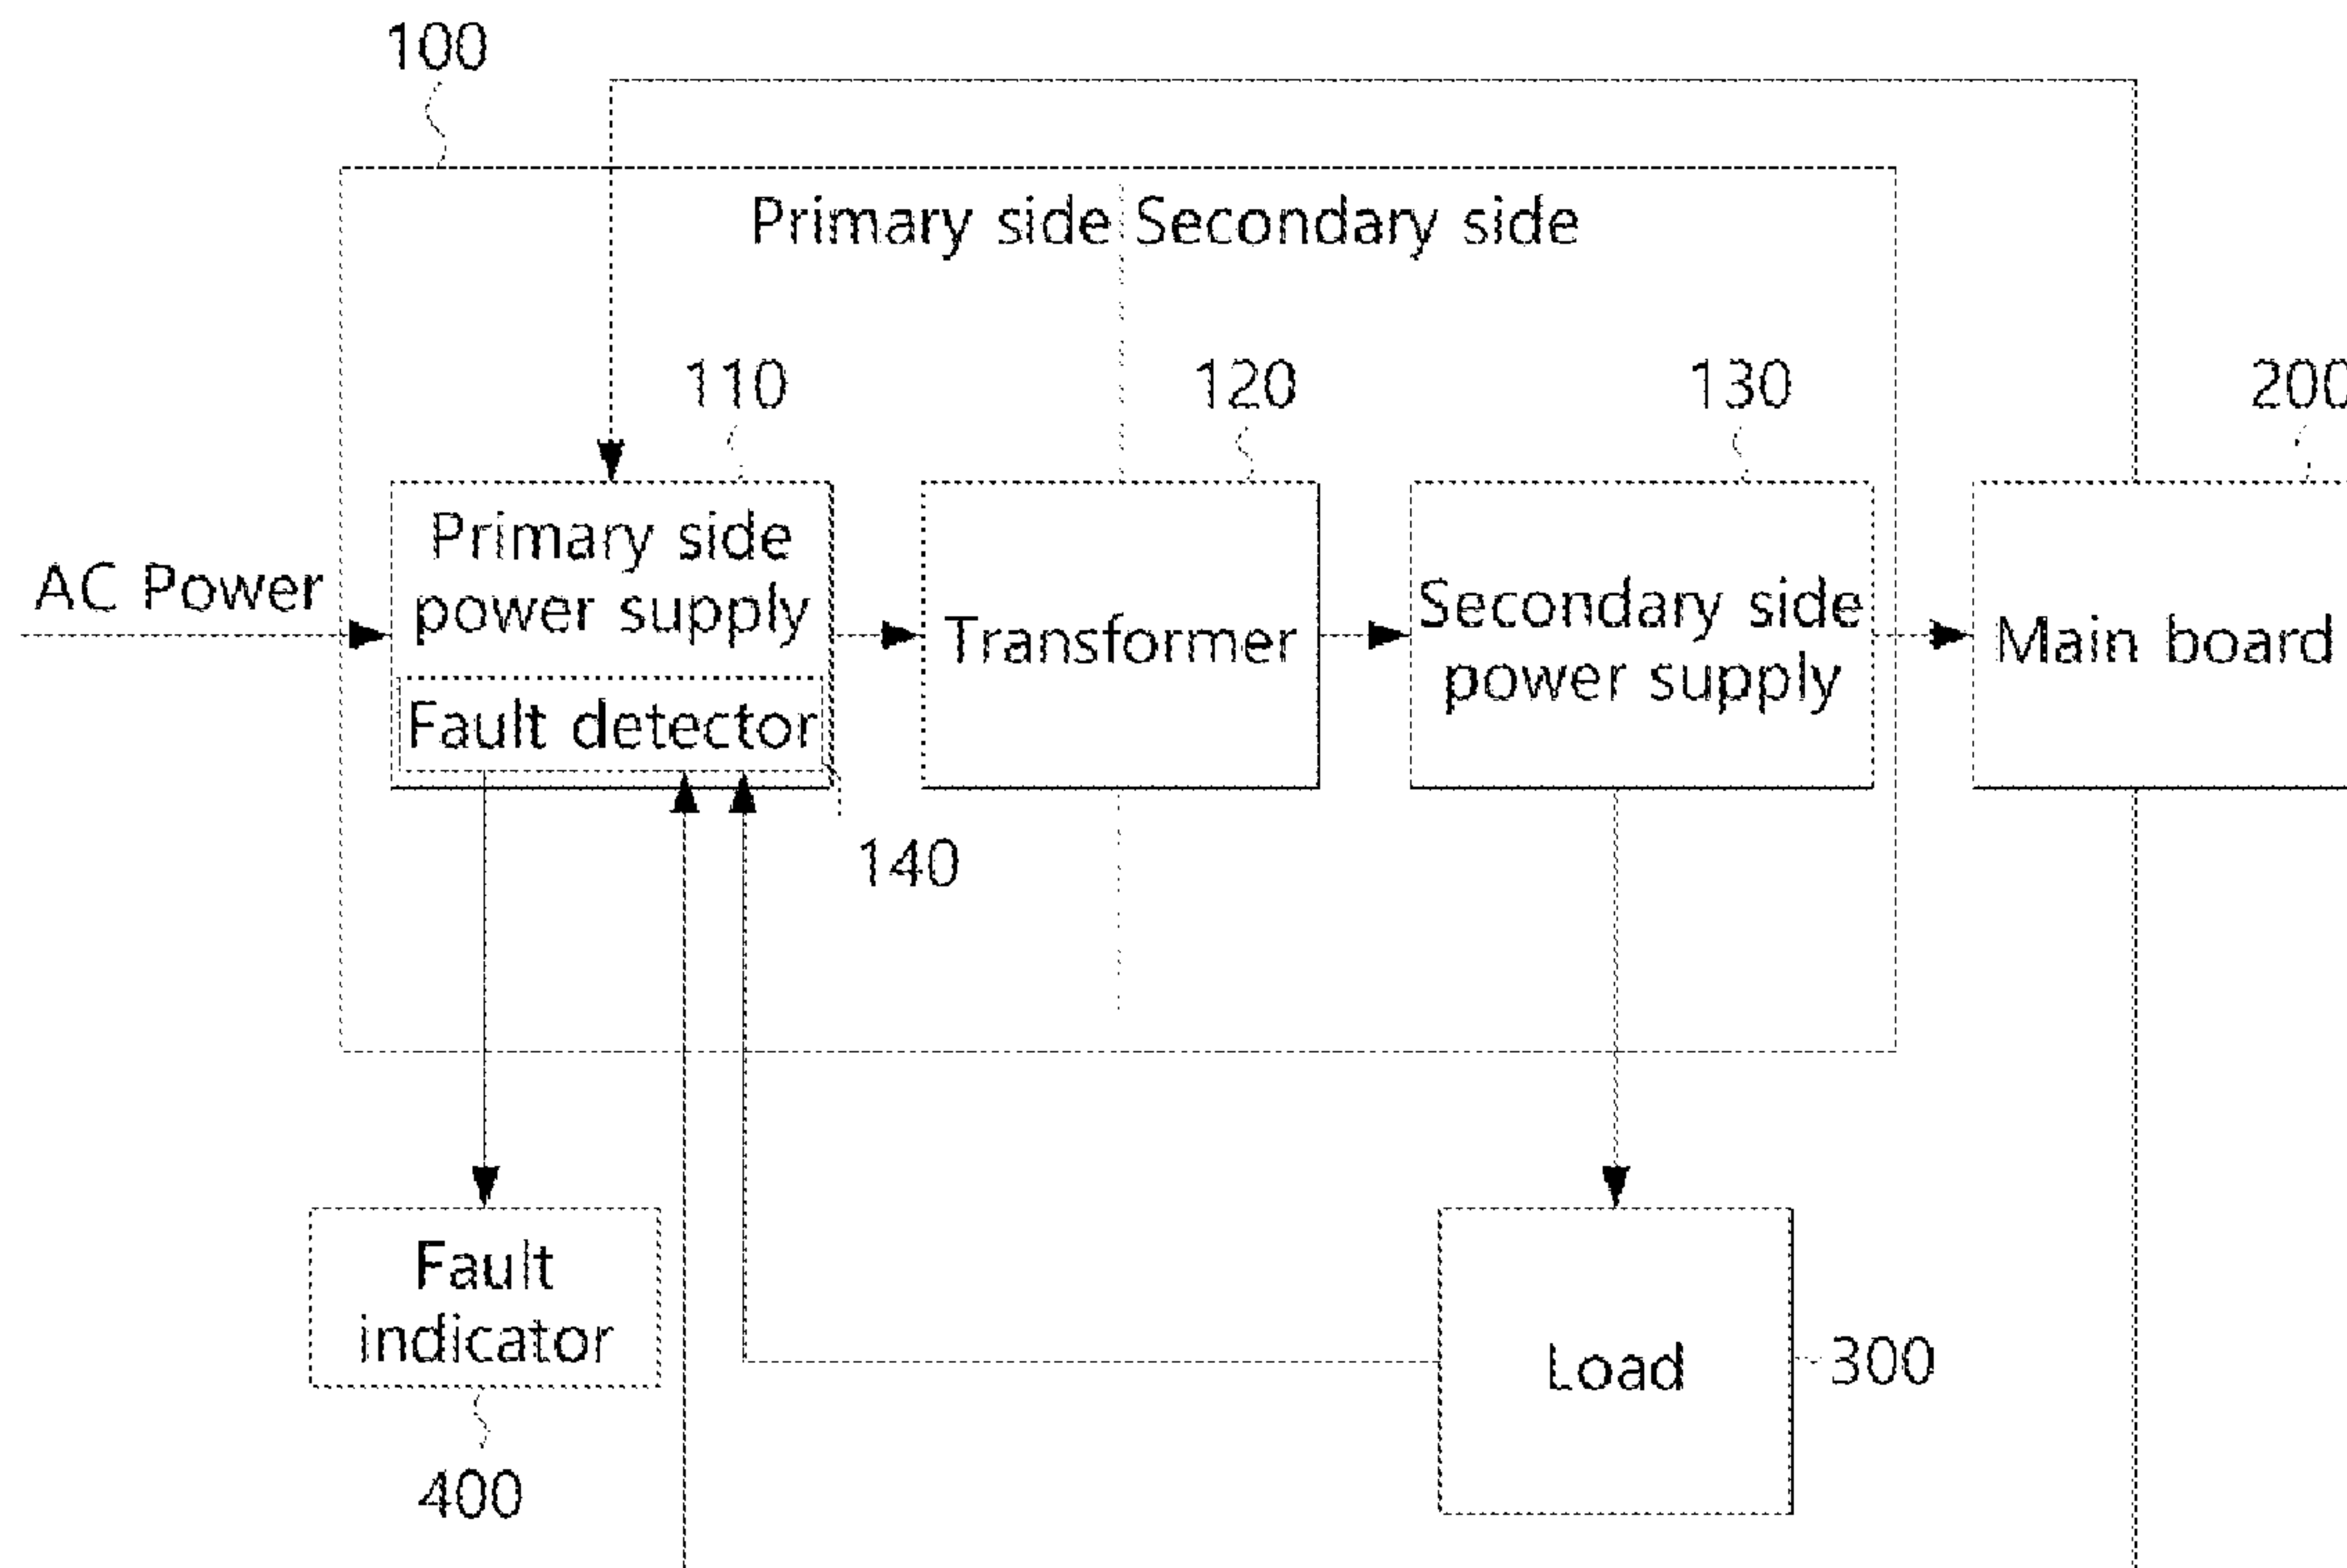 100
Primary side Secondary side
110
120
130
200
AC Power
Primary side
power supply
Fault detector
Transformer
Secondary side
power supply
Main board
140
Fault
indicator
Load
300
400